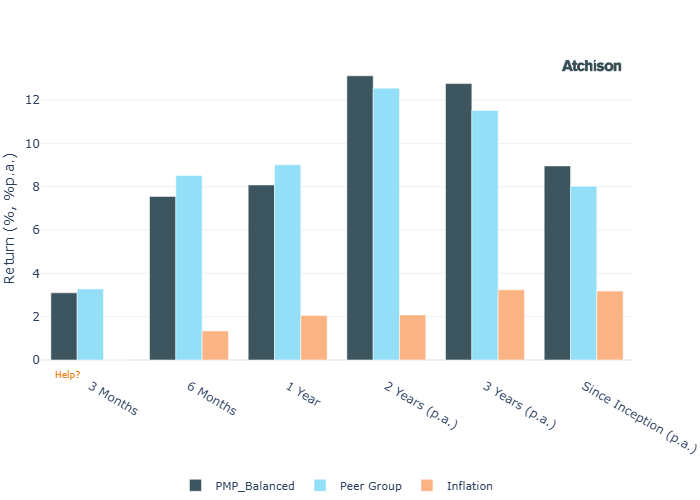 Atchison
Return (%, %p.a.)
12
10
8
6
4
2
0
Help?
3 Months
6 Months
1 Year
2 Years (p.a.)
3 Years (p.a.)
Since Inception (p.a.)
PMP_Balanced
Peer Group
Inflation